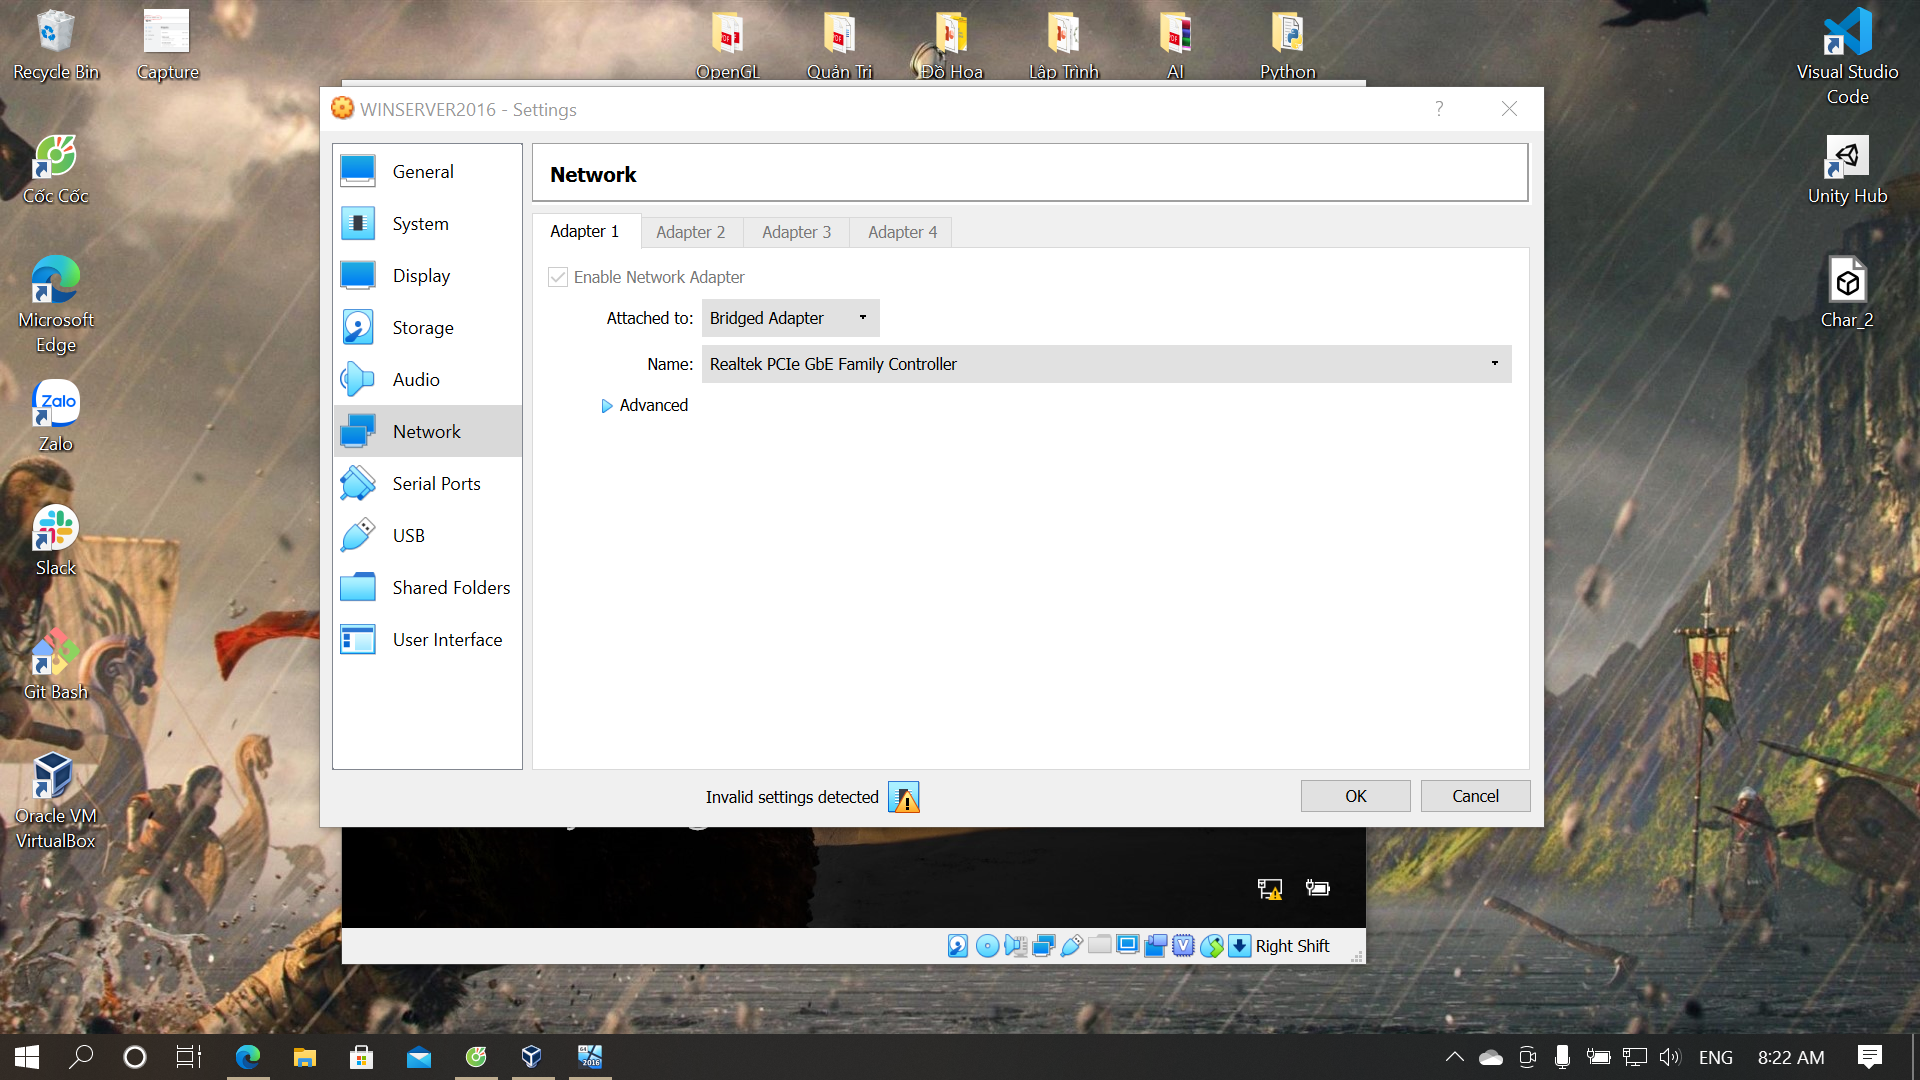 Recycle Bin
Capture
OpenGL
Quản Trị
Đồ Họa
Lập Trình
AI
Python
Visual Studio
Code
WINSERVER2016 - Settings
?
Cốc Cốc
Unity Hub
Microsoft
Edge
Char_2
Zalo
Zalo
Slack
Git Bash
Oracle VM
VirtualBox
General
System
Display
Storage
Audio
Network
Serial Ports
USB
Shared Folders
User Interface
Network
Adapter 1
Adapter 2
Adapter 3
Adapter 4
Enable Network Adapter
Attached to:
Bridged Adapter
Name:
Realtek PCIe GbE Family Controller
Advanced
Invalid settings detected
OK
Cancel
Right Shift
64
2016
ENG
8:22 AM